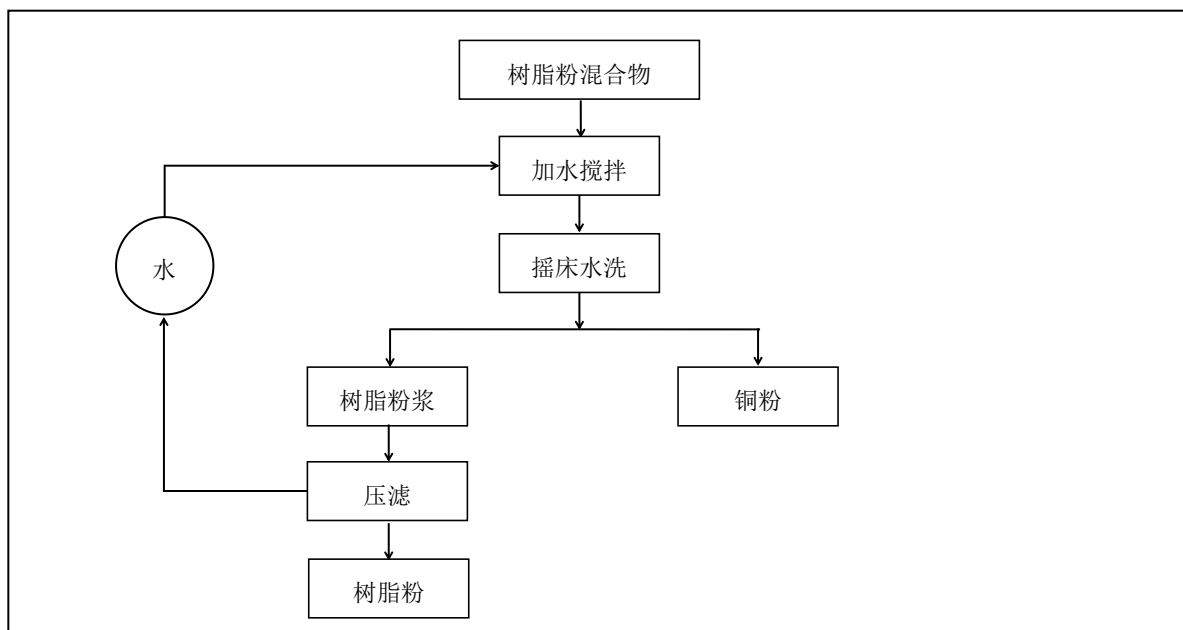 树脂粉混合物
加水搅拌
摇床水洗
水
树脂粉浆
铜粉
压滤
树脂粉